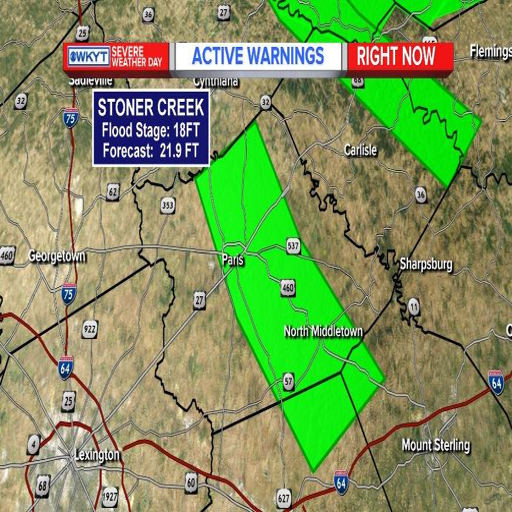 WKYT
SEVERE
WEATHER DAY
ACTIVE WARNINGS
RIGHT NOW
STONER CREEK
Flood Stage: 18FT
Forecast: 21.9 FT
36
27
25
Flemings
Sadieville
Cynthiana
68
32
32
75
Carlisle
62
353
36
460
Georgetown
537
Paris
Sharpsburg
75
460
27
11
922
North Middletown
64
57
64
25
4
Lexington
Mount Sterling
68
60
64
1927
627